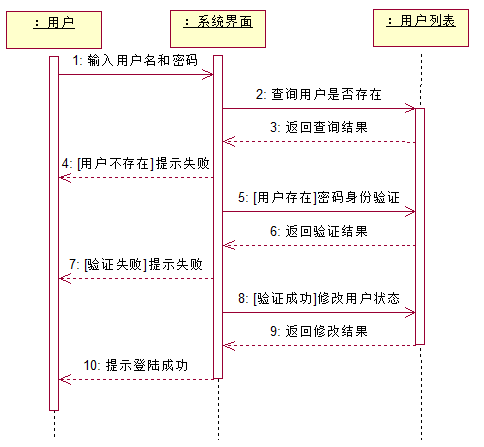 : 用户
: 系统界面
: 用户列表
1: 输入用户名和密码
2: 查询用户是否存在
3: 返回查询结果
4: [用户不存在]提示失败
5: [用户存在]密码身份验证
6: 返回验证结果
7: [验证失败]提示失败
8: [验证成功]修改用户状态
9: 返回修改结果
10: 提示登陆成功